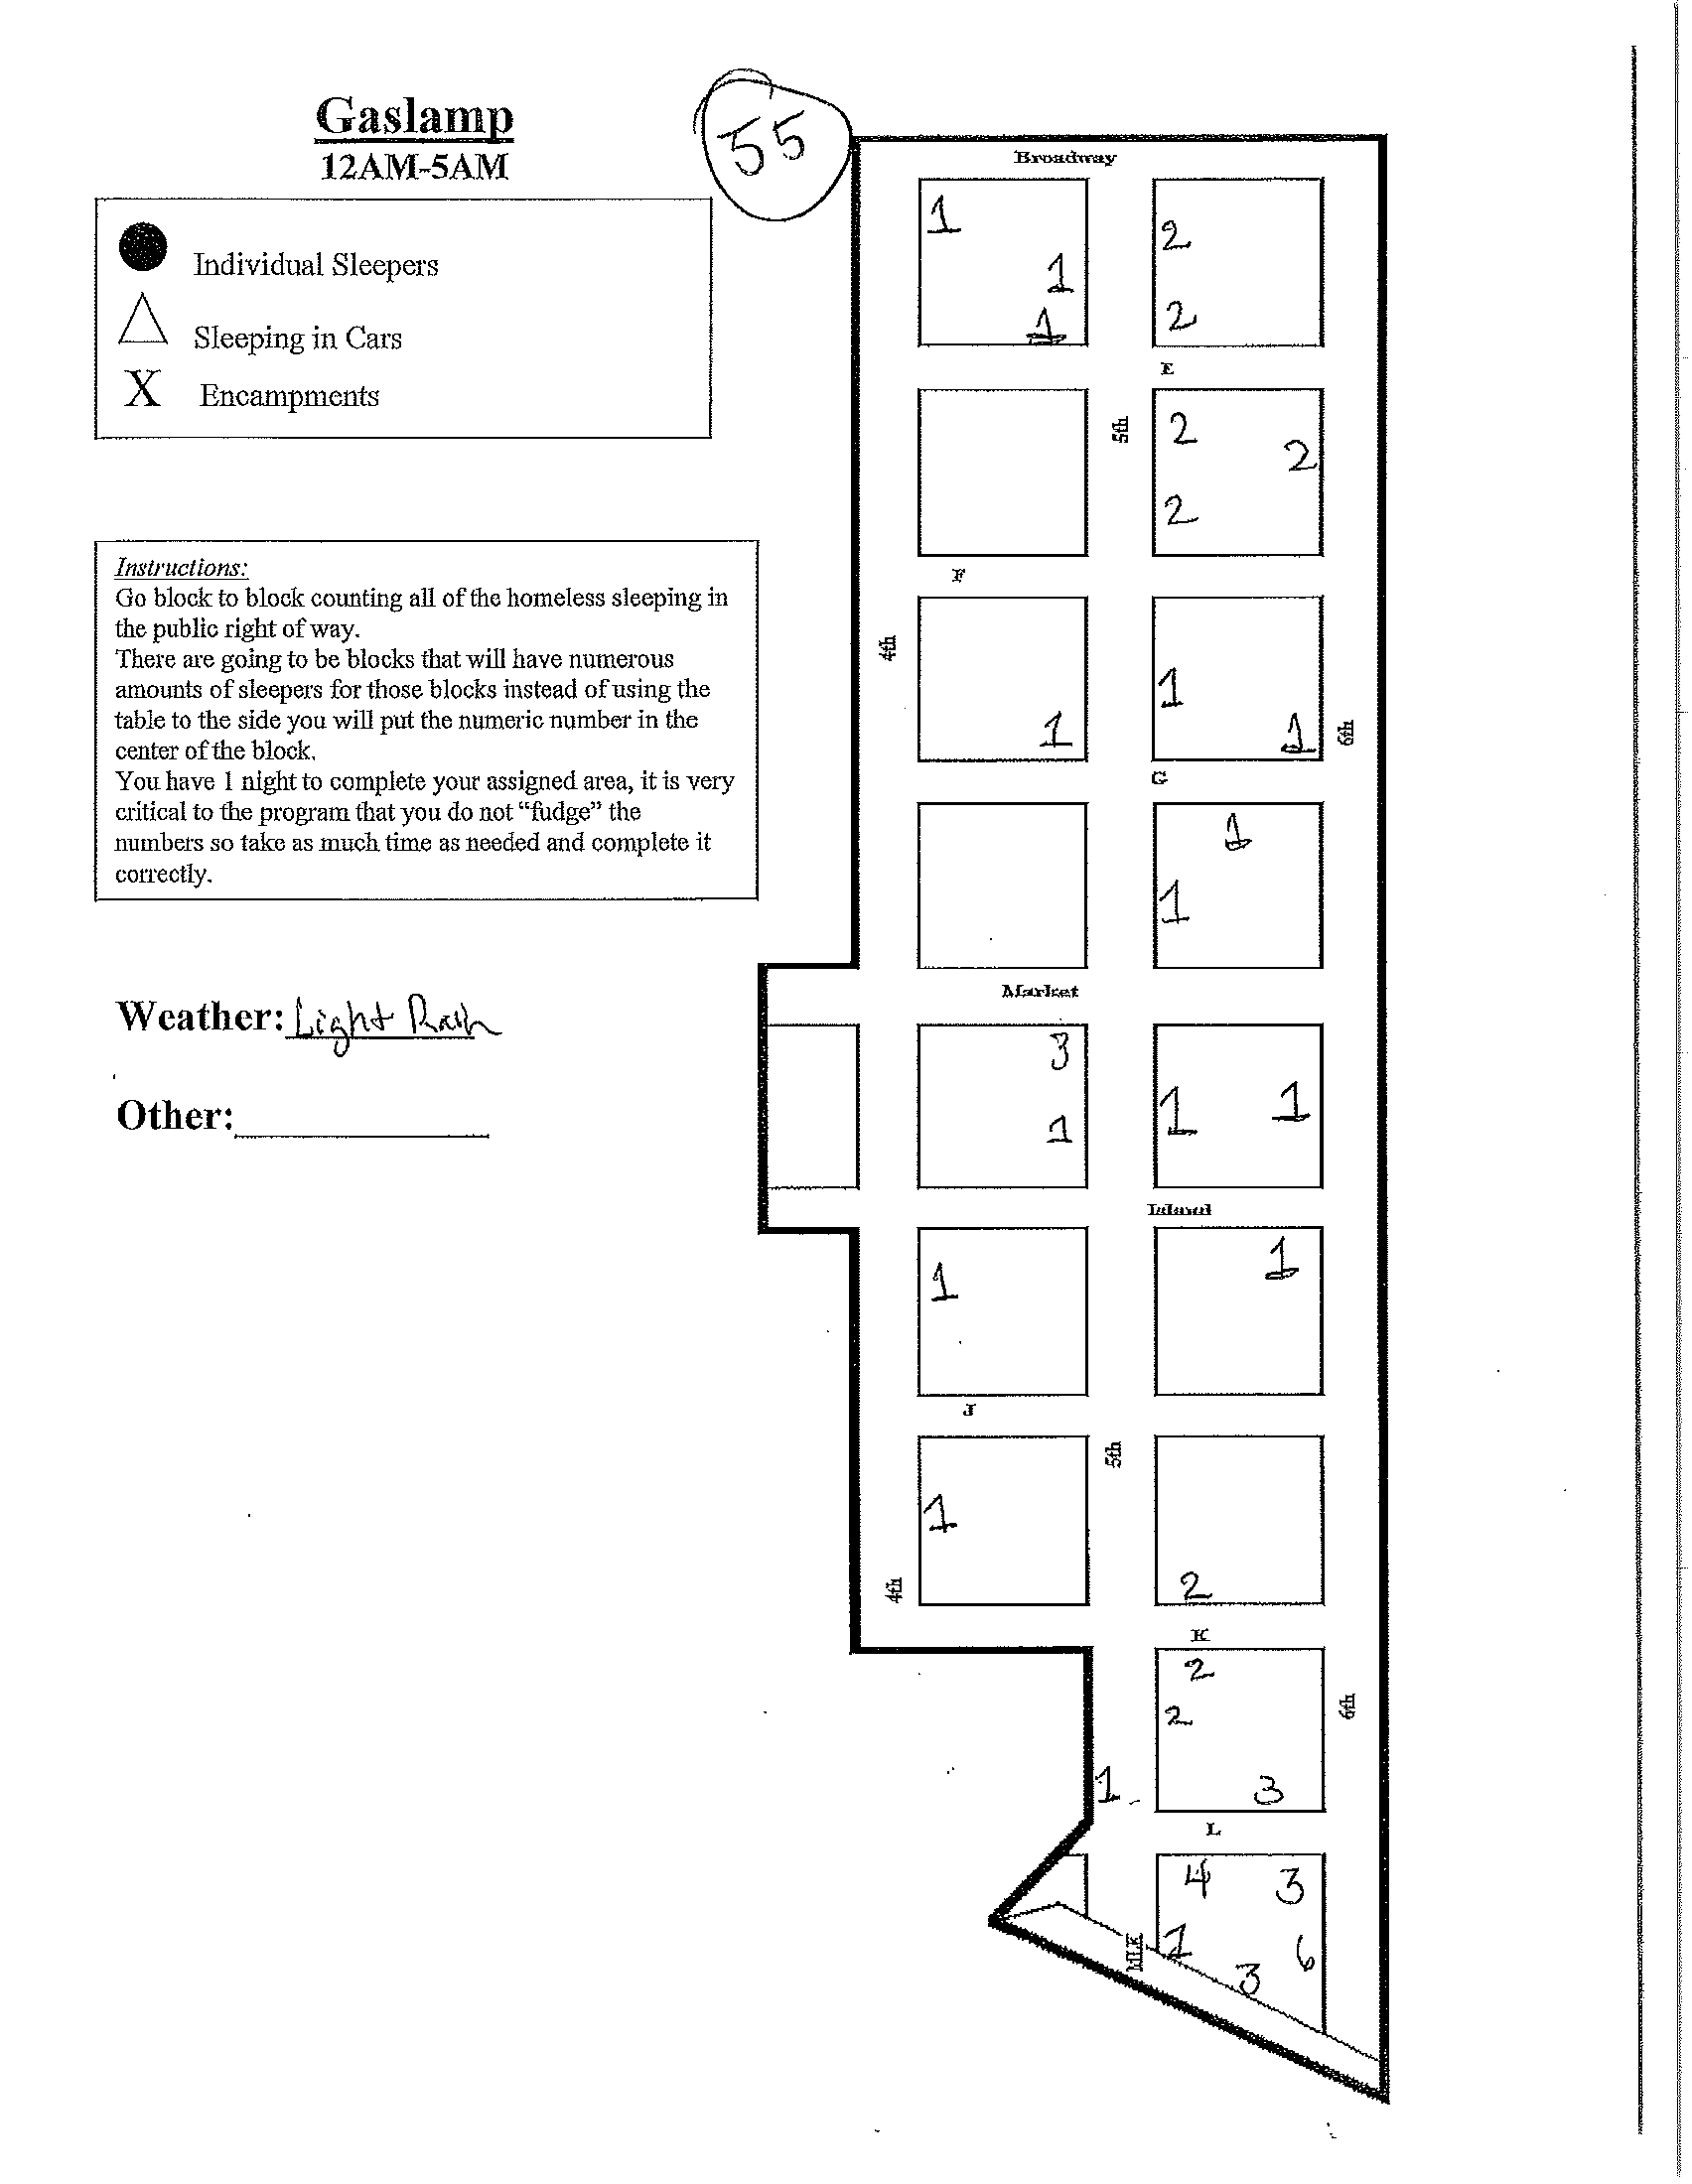 Gaslamp
12AM-5AM
55
Individual Sleepers
Sleeping in Cars
X Encampments
Instructions:
Go block to block counting all of the homeless sleeping in
the public right of way.
There are going to be blocks that will have numerous
amounts of sleepers for those blocks instead of using the
table to the side you will put the numeric number in the
center of the block.
You have 1 night to complete your assigned area, it is very
critical to the program that you do not “fudge” the
numbers so take as much time as needed and complete it
correctly.
Weather: Light Rain
Other:
Broadway
1 2
1
1 2
E
5th
2 2
2
F
4th
1
1 1
6th
G
1
1
Market
3
1
1 1
Island
1 1
J
5th
1
4th
2
K
2
2
6th
1 3
L
4 3
1 6
MLK
3